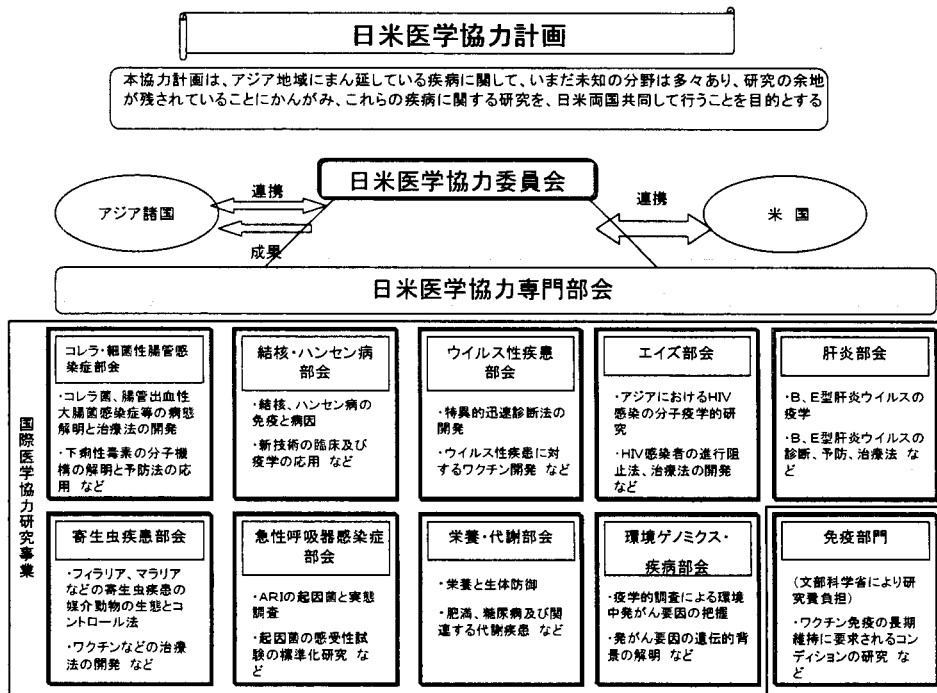 日米医学協力計画
本協力計画は、アジア地域にまん延している疾病に関して、いまだ未知の分野は多々あり、研究の余地
が残されていることにかんがみ、これらの疾病に関する研究を、日米両国共同して行うことを目的とする
日米医学協力委員会
アジア諸国
連携
成果
連携
米 国
日米医学協力専門部会
国際医学協力研究事業
コレラ・細菌性腸管感
染症部会
・コレラ菌、腸管出血性
大腸菌感染症等の病態
解明と治療法の開発
・下痢性毒素の分子機
構の解明と予防法の応
用 など
結核・ハンセン病
部会
・結核、ハンセン病の
免疫と病因
・新技術の臨床及び
疫学の応用 など
ウイルス性疾患
部会
・特異的迅速診断法の
開発
・ウイルス性疾患に対
するワクチン開発 など
エイズ部会
・アジアにおけるHIV
感染の分子疫学的研
究
・HIV感染者の進行阻
止法、治療法の開発
など
肝炎部会
・B、E型肝炎ウイルスの
疫学
・B、E型肝炎ウイルスの
診断、予防、治療法 な
ど
寄生虫疾患部会
・フィラリア、マラリア
などの寄生虫疾患の
媒介動物の生態とコ
ントロール法
・ワクチンなどの治療
法の開発 など
急性呼吸器感染症
部会
・ARIの起因菌と実態
調査
・起因菌の感受性試
験の標準化研究 な
ど
栄養・代謝部会
・栄養と生体防御
・肥満、糖尿病及び関
連する代謝疾患 など
環境ゲノミクス・
疾病部会
・疫学的調査による環境
中発がん要因の把握
・発がん要因の遺伝的背
景の解明 など
免疫部門
(文部科学省により研
究費負担)
・ワクチン免疫の長期
維持に要求されるコン
ディションの研究 な
ど